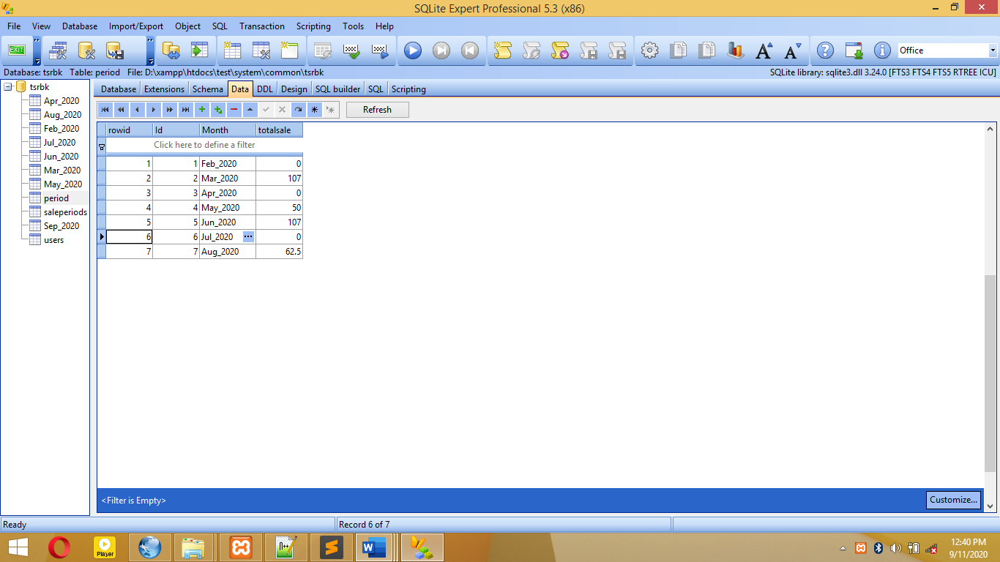 SQLite Expert Professional 5.3 (x86)
File View Database Import/Export Object SQL Transaction Scripting Tools Help
EXIT Office
Database: tsrbk Table: period File: D:\xampp\htdocs\test\system\common\tsrbk SQLite library: sqlite3.dll 3.24.0 [FTS3 FTS4 FTS5 RTREE ICU]
tsrbk
Apr_2020
Aug_2020
Feb_2020
Jul_2020
Jun_2020
Mar_2020
May_2020
period
saleperiods
Sep_2020
users
Database Extensions Schema Data DDL Design SQL builder SQL Scripting
Refresh
rowid Id Month totalsale
Click here to define a filter
1 1 Feb_2020 0
2 2 Mar_2020 107
3 3 Apr_2020 0
4 4 May_2020 50
5 5 Jun_2020 107
6 6 Jul_2020 ... 0
7 7 Aug_2020 62.5
<Filter is Empty> Customize...
Ready Record 6 of 7
Player
12:40 PM
9/11/2020